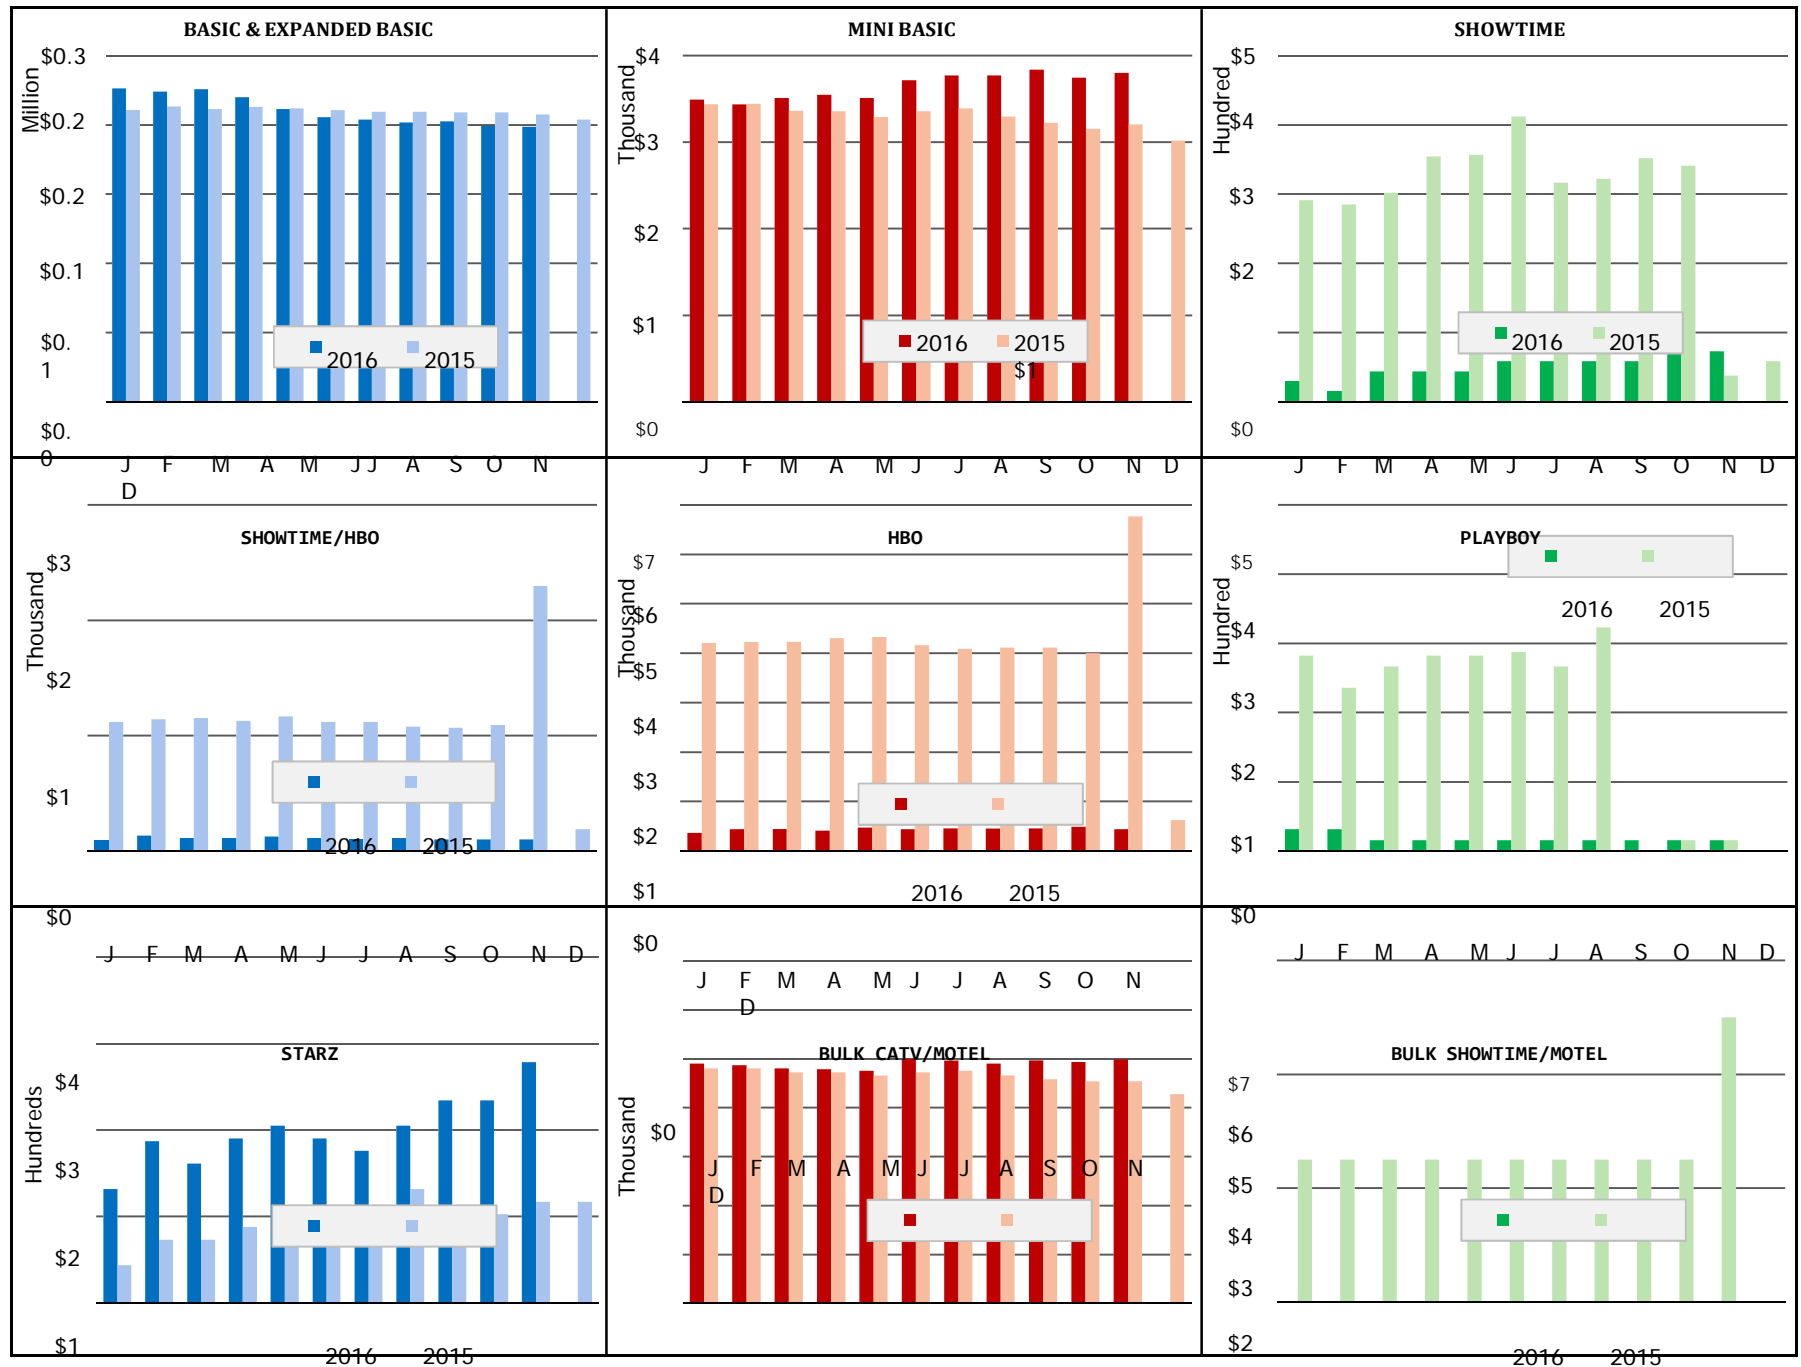 BASIC & EXPANDED BASIC
Million
$0.3
$0.2
$0.2
$0.1
$0.
1
$0.
0
2016 2015
J F M A M J J A S O N
D
MINI BASIC
Thousand
$4
$3
$2
$1
2016 2015
$1
$0
J F M A M J J A S O N D
SHOWTIME
Hundred
$5
$4
$3
$2
2016 2015
$0
J F M A M J J A S O N D
SHOWTIME/HBO
Thousand
$3
$2
$1
2016 2015
$0
J F M A M J J A S O N D
HBO
Thousand
$7
$6
$5
$4
$3
$2
$1
2016 2015
$0
J F M A M J J A S O N
D
PLAYBOY
Hundred
$5
$4
$3
$2
$1
2016 2015
$0
J F M A M J J A S O N D
STARZ
Hundreds
$4
$3
$2
$1
2016 2015
BULK CATV/MOTEL
Thousand
$0
J F M A M J J A S O N
D
BULK SHOWTIME/MOTEL
$7
$6
$5
$4
$3
$2
2016 2015